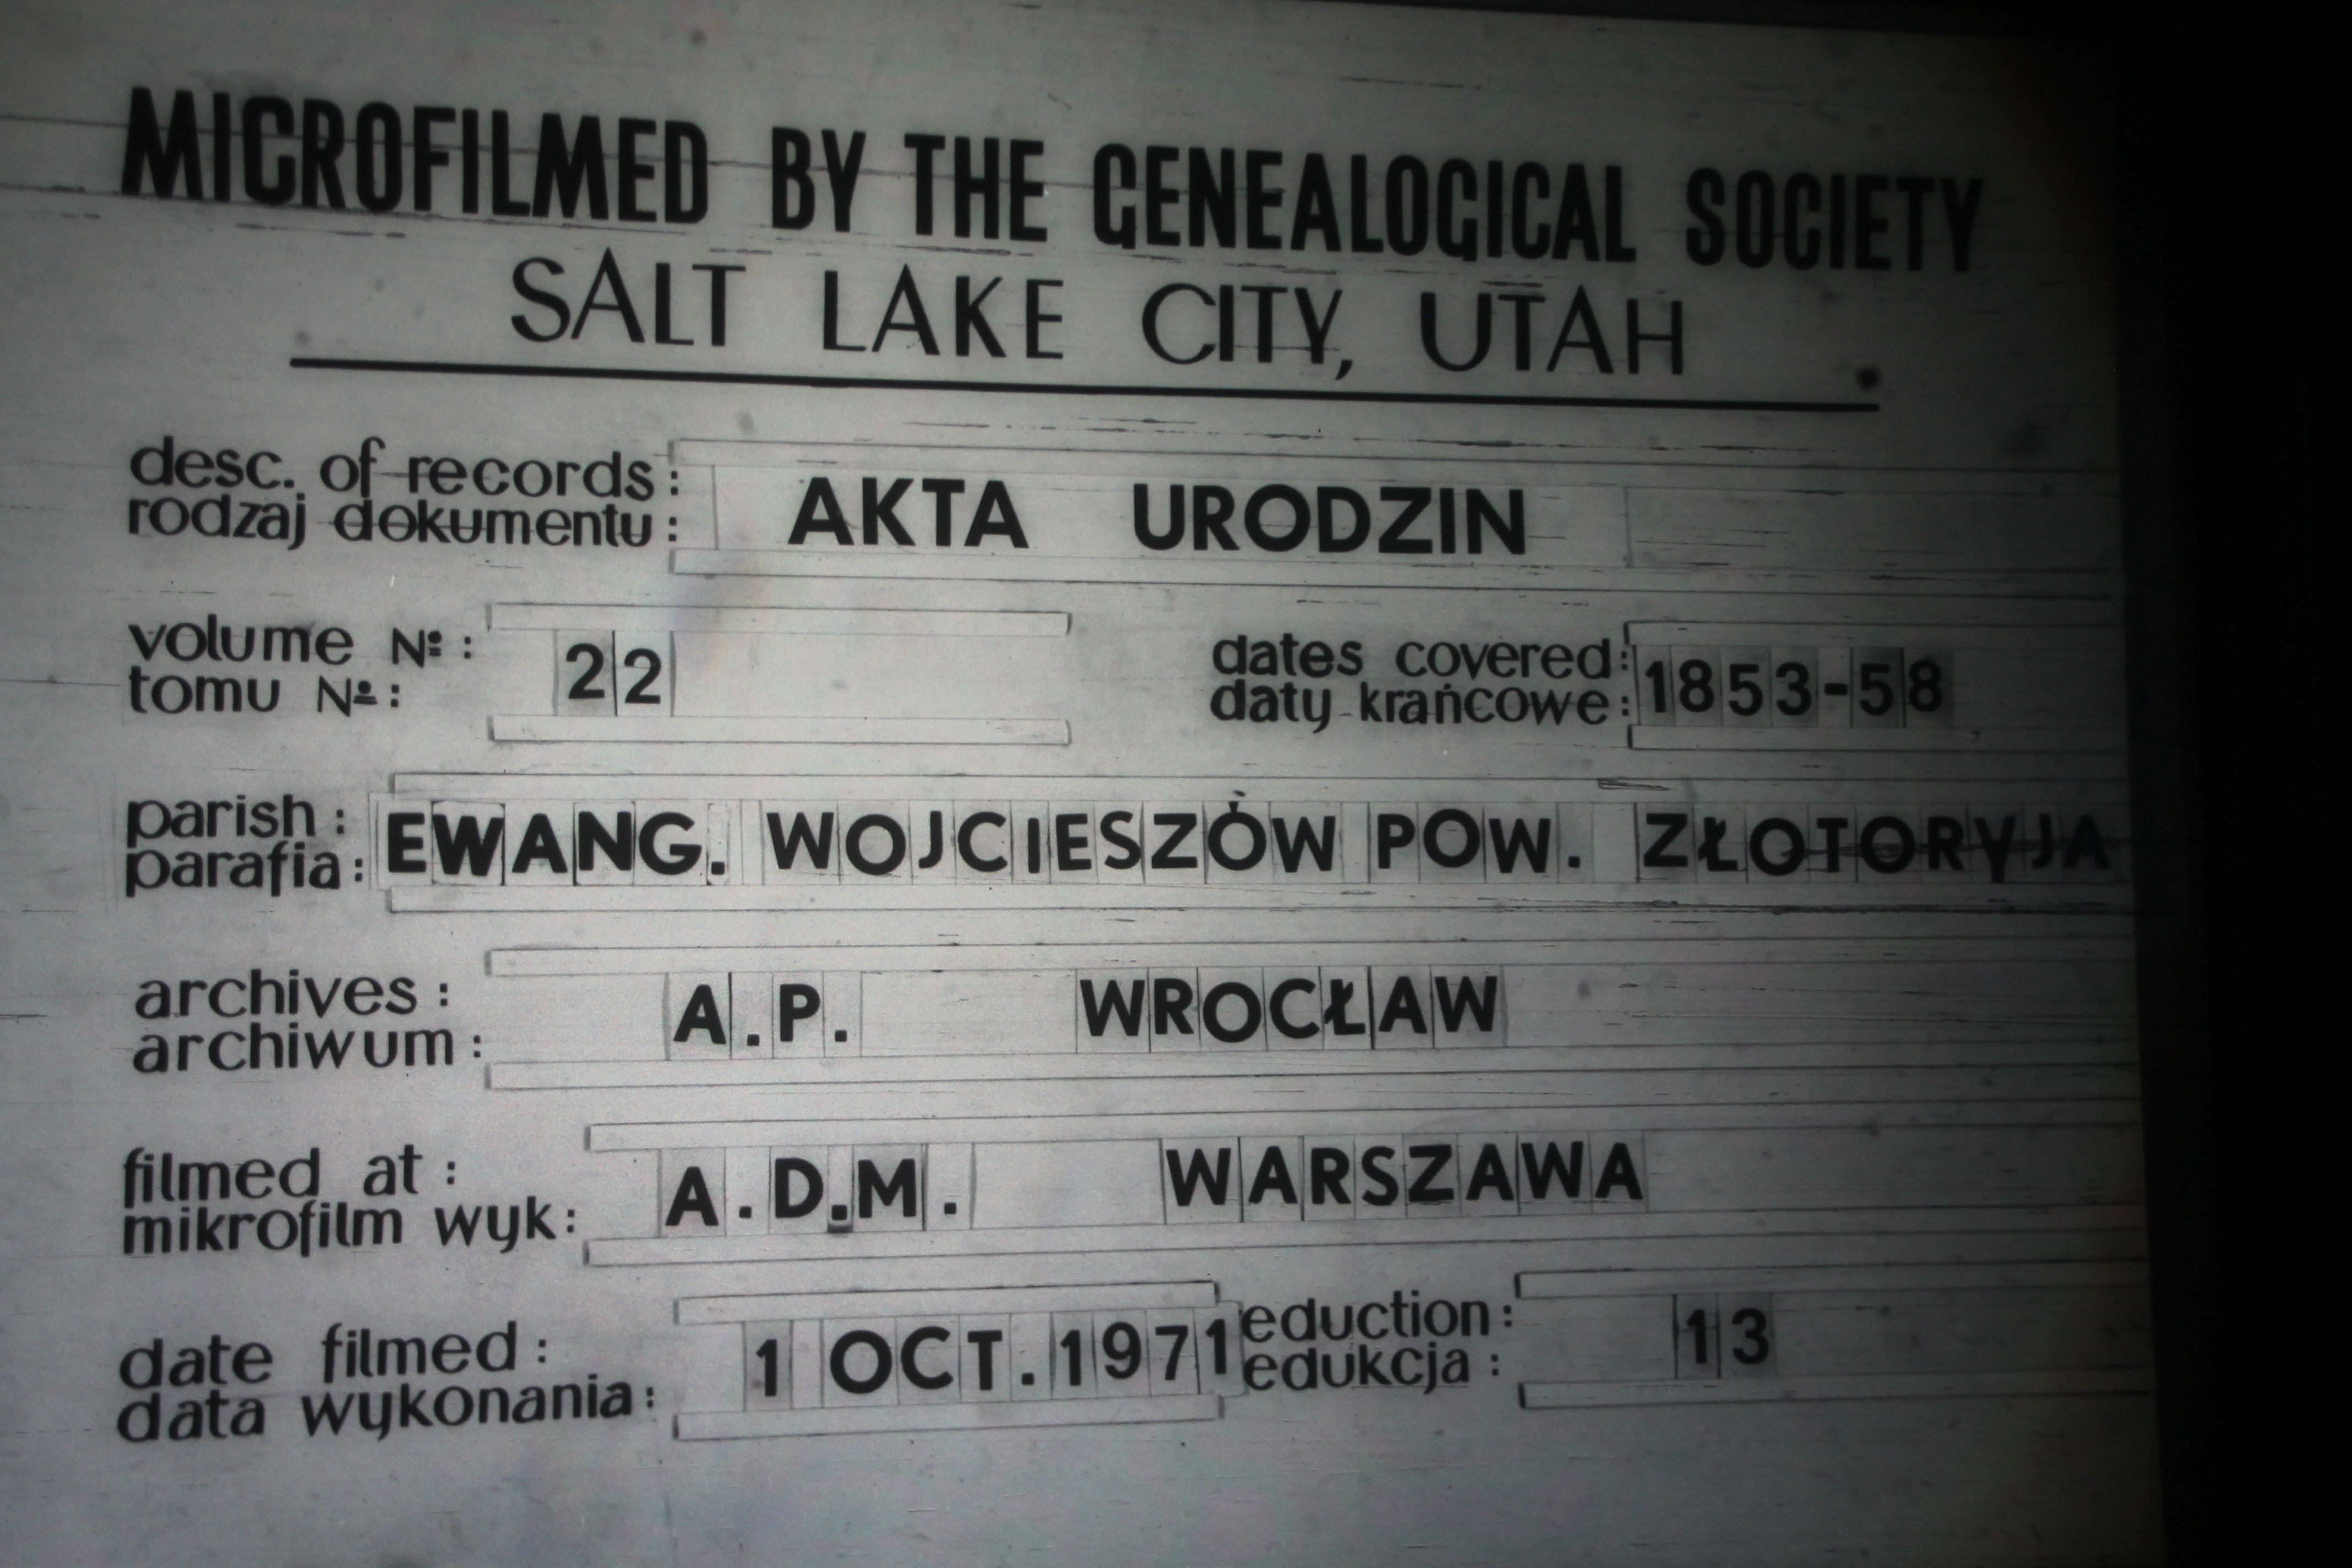 MICROFILMED BY THE GENEALOGICAL SOCIETY
SALT LAKE CITY, UTAH
desc. of records: AKTA URODZIN
rodzaj dokumentu:
volume Nº: 22 dates covered: 1853-58
tomu Nº: daty krańcowe:
parish: EWANG. WOJCIESZÓW POW. ZŁOTORYJA
parafia:
archives: A.P. WROCŁAW
archiwum:
filmed at: A.D.M. WARSZAWA
mikrofilm wyk:
date filmed: 1 OCT. 1971 eduction: 13
data wykonania: edukcja: